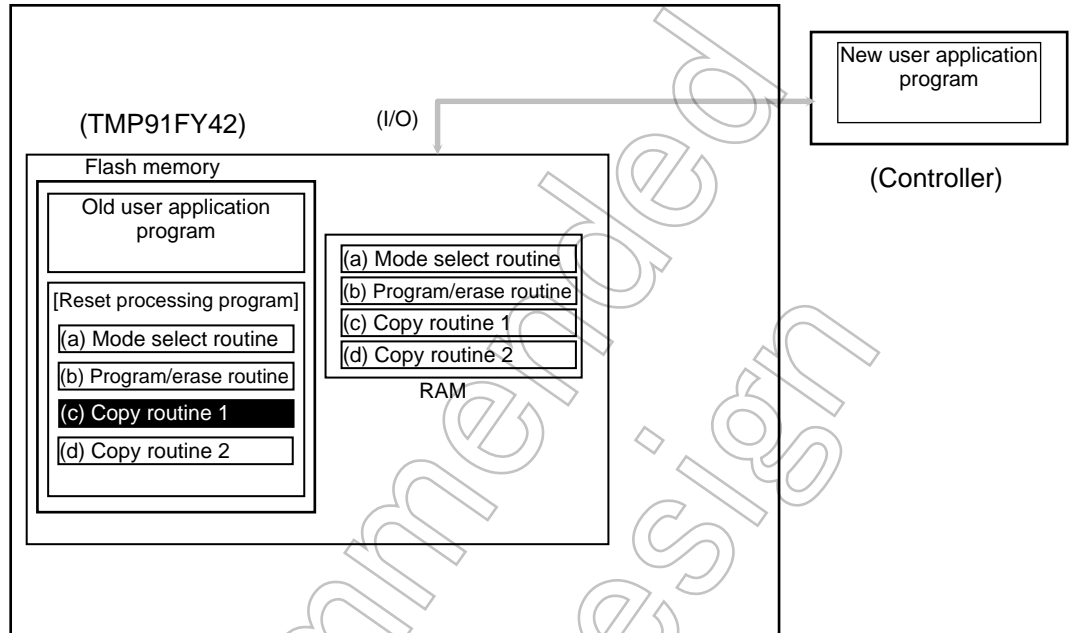 New user application
program
(TMP91FY42)
(I/O)
(Controller)
Flash memory
Old user application
program
[Reset processing program]
(a) Mode select routine
(b) Program/erase routine
(c) Copy routine 1
(d) Copy routine 2
(a) Mode select routine
(b) Program/erase routine
(c) Copy routine 1
(d) Copy routine 2
RAM
mmended
esign